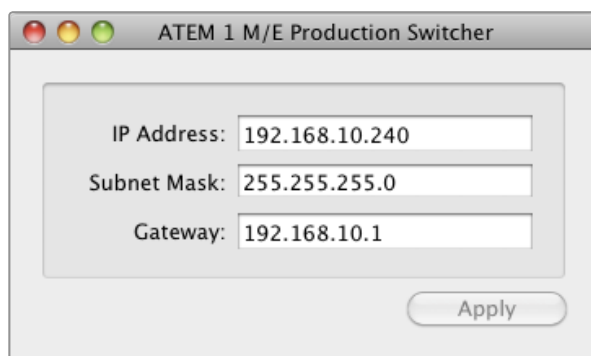 ATEM 1 M/E Production Switcher
IP Address: 192.168.10.240
Subnet Mask: 255.255.255.0
Gateway: 192.168.10.1
Apply